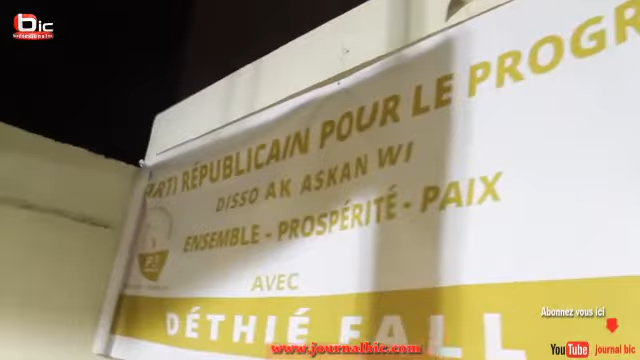 bic
PARTI RÉPUBLICAIN POUR LE PROGR
DISSO AK ASKAN WI
ENSEMBLE - PROSPÉRITÉ - PAIX
AVEC
DÉTHIÉ FALL
www.journalbic.com
Abonnez vous ici
YouTube journal bic